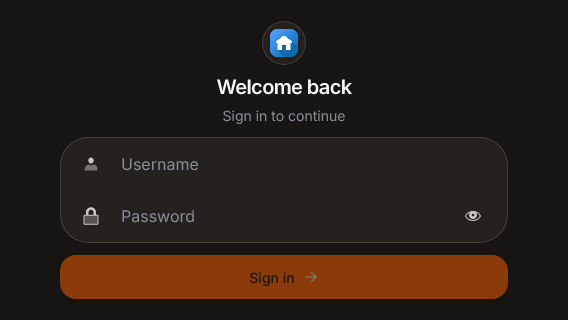 Welcome back
Sign in to continue
Username
Password
Sign in →